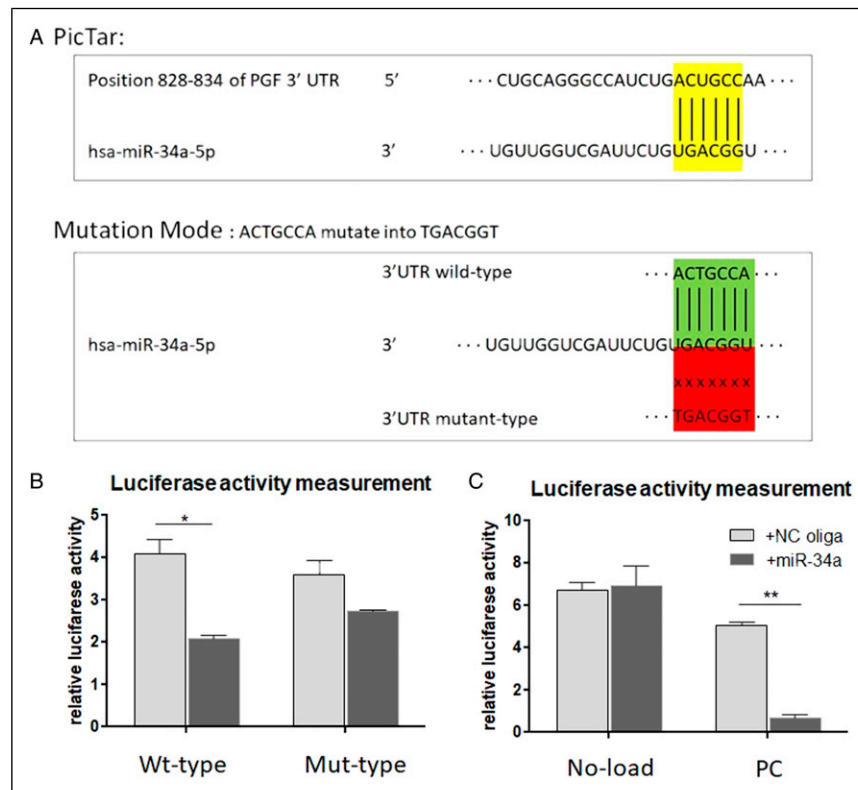 A PicTar:
Position 828-834 of PGF 3' UTR 5' ···CUGCAGGGCCAUCUGACUGCCAA···
hsa-miR-34a-5p 3' ···UGUUGGUCGAUUCUGUGACGGU···
Mutation Mode : ACTGCCA mutate into TGACGGT
3'UTR wild-type ···ACTGCCA···
hsa-miR-34a-5p 3' ···UGUUGGUCGAUUCUGUGACGGU···
xxxxxxx
3'UTR mutant-type ···TGACGGT···
B
Luciferase activity measurement
relative lucifarese activity
5
4
3
2
1
0
*
Wt-type Mut-type
C
Luciferase activity measurement
relative lucifarese activity
10
8
6
4
2
0
+NC oliga
+miR-34a
**
No-load PC